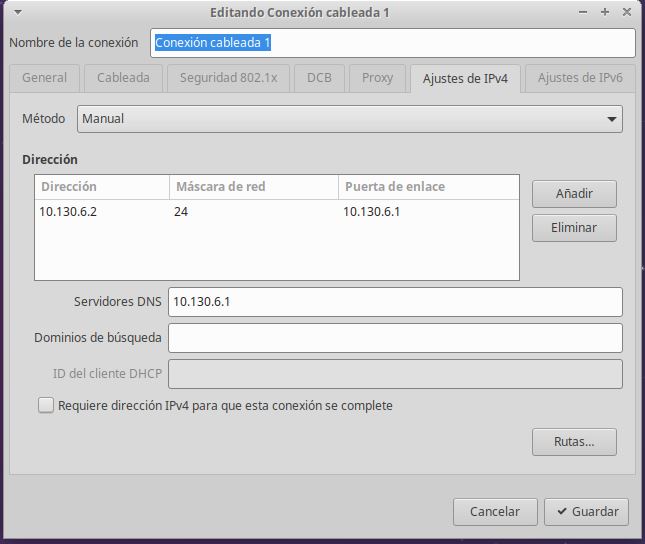 Editando Conexión cableada 1
Nombre de la conexión Conexión cableada 1
General Cableada Seguridad 802.1x DCB Proxy Ajustes de IPv4 Ajustes de IPv6
Método Manual
Dirección
Dirección Máscara de red Puerta de enlace
10.130.6.2 24 10.130.6.1
Añadir
Eliminar
Servidores DNS 10.130.6.1
Dominios de búsqueda
ID del cliente DHCP
Requiere dirección IPv4 para que esta conexión se complete
Rutas...
Cancelar Guardar